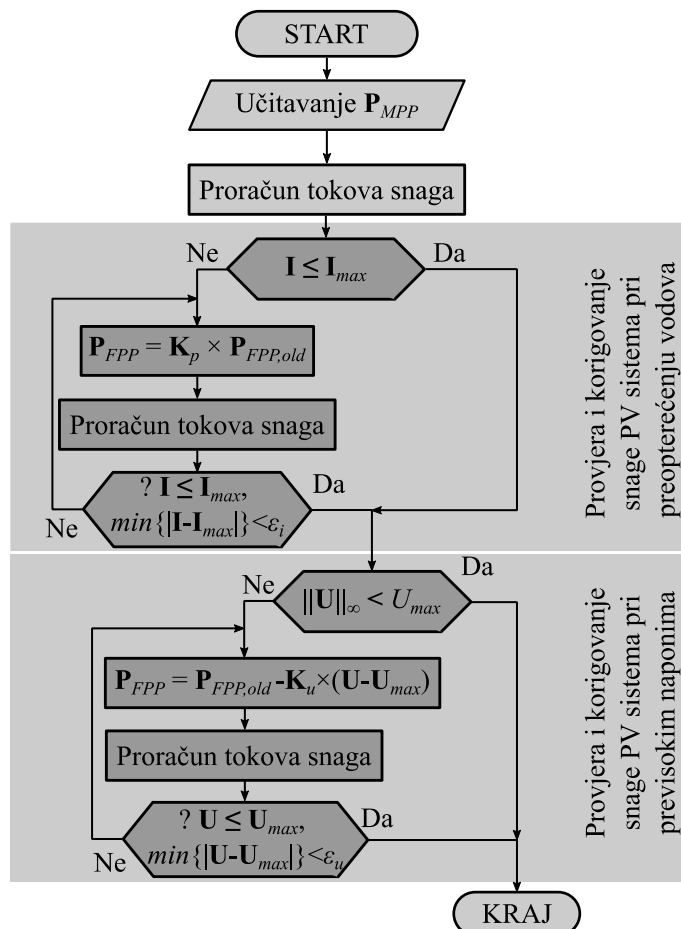 START
Učitavanje P_MPP
Proračun tokova snaga
Ne
Da
I ≤ I_max
P_FPP = K_p × P_FPP,old
Proračun tokova snaga
? I ≤ I_max,
min{|I-I_max|}<ε_i
Da
Ne
Provjera i korigovanje
snage PV sistema pri
preopterećenju vodova
Ne
Da
||U||_∞ < U_max
P_FPP = P_FPP,old -K_u×(U-U_max)
Proračun tokova snaga
? U ≤ U_max,
min{|U-U_max|}<ε_u
Da
Ne
Provjera i korigovanje
snage PV sistema pri
previsokim naponima
KRAJ